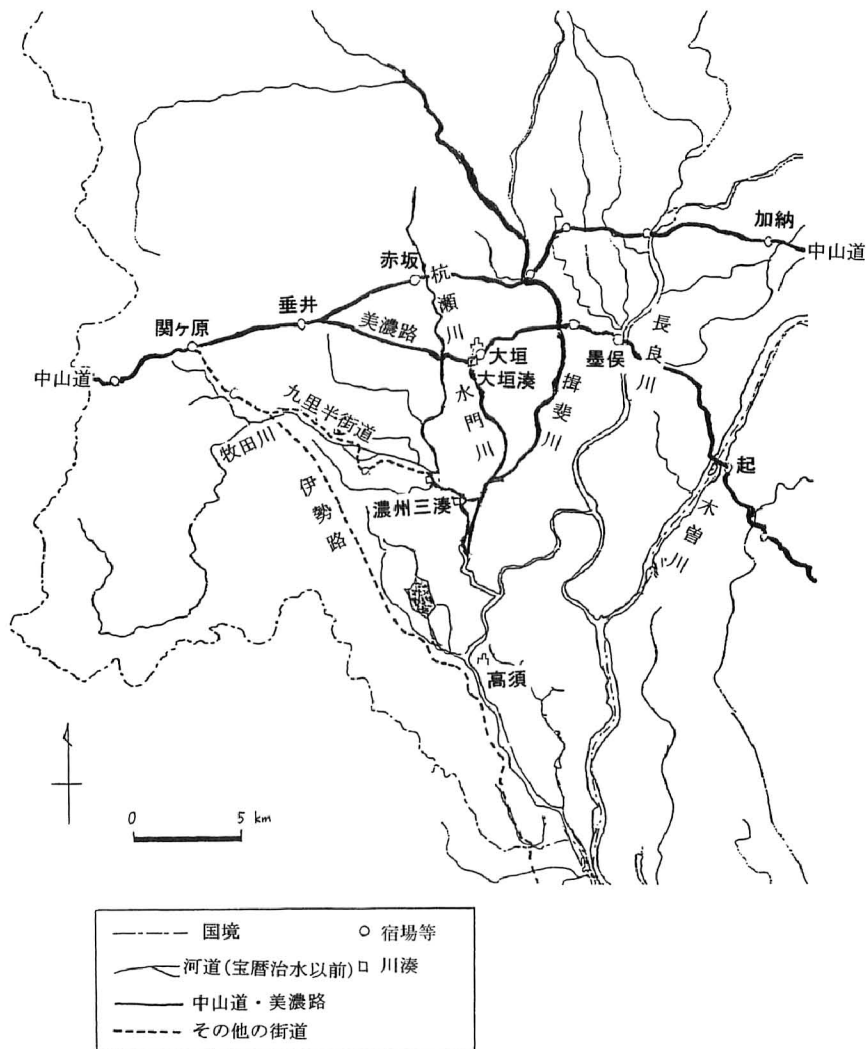 加納
中山道
赤坂
杭瀬川
垂井
美濃路
関ヶ原
中山道
大垣
大垣湊
墨俣
長良川
揖斐川
水門川
九里半街道
牧田川
伊勢路
濃州三湊
起
木曽川
高須
0 5 km
国境 宿場等
河道(宝暦治水以前) 川湊
中山道・美濃路
その他の街道